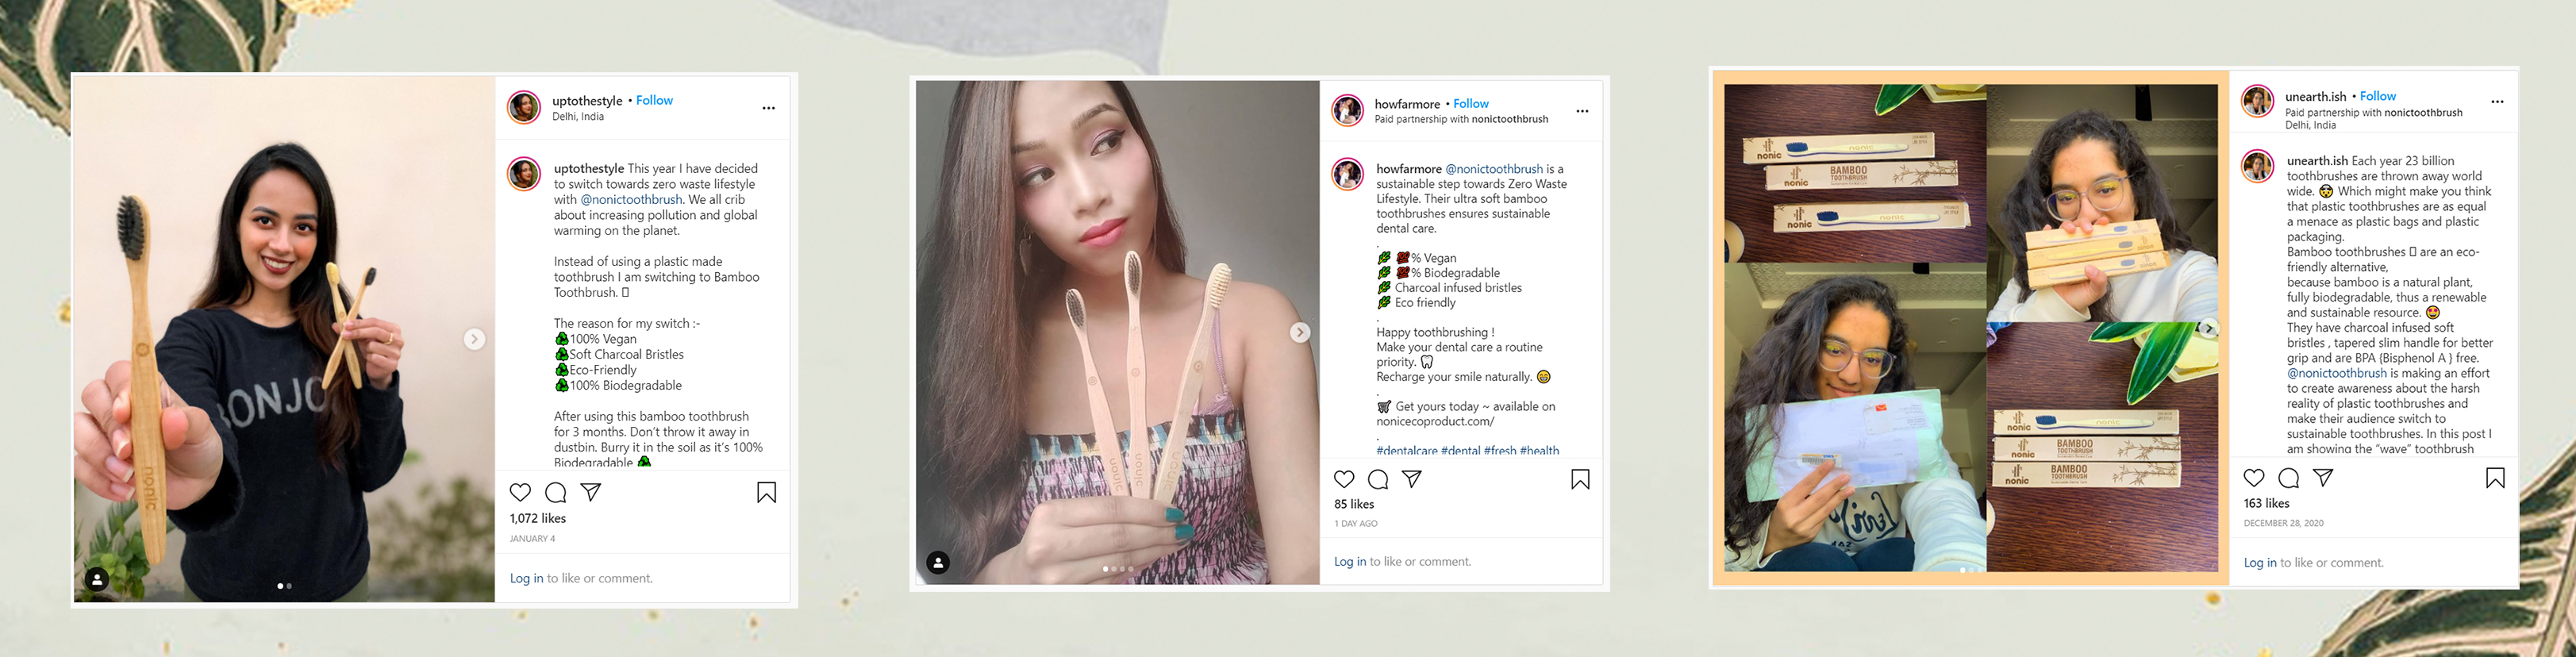 uptothestyle • Follow
Delhi, India
uptothestyle This year I have decided
to switch towards zero waste lifestyle
with @nonictoothbrush. We all crib
about increasing pollution and global
warming on the planet.
Instead of using a plastic made
toothbrush I am switching to Bamboo
Toothbrush.
The reason for my switch :-
♻100% Vegan
♻Soft Charcoal Bristles
♻Eco-Friendly
♻100% Biodegradable
After using this bamboo toothbrush
for 3 months. Don't throw it away in
dustbin. Burry it in the soil as it's 100%
Biodegradable ♻
1,072 likes
JANUARY 4
Log in to like or comment.
BONJO
nonic
howfarmore • Follow
Paid partnership with nonictoothbrush
howfarmore @nonictoothbrush is a
sustainable step towards Zero Waste
Lifestyle. Their ultra soft bamboo
toothbrushes ensures sustainable
dental care.
.
🌿 💯% Vegan
🌿 💯% Biodegradable
🌿 Charcoal infused bristles
🌿 Eco friendly
.
Happy toothbrushing !
Make your dental care a routine
priority. 🦷
Recharge your smile naturally. 😁
.
🛒 Get yours today ~ available on
nonicecoproduct.com/
.
#dentalcare #dental #fresh #health
85 likes
1 DAY AGO
Log in to like or comment.
nonic
nonic
nonic
unearth.ish • Follow
Paid partnership with nonictoothbrush
Delhi, India
unearth.ish Each year 23 billion
toothbrushes are thrown away world
wide. 😵 Which might make you think
that plastic toothbrushes are as equal
a menace as plastic bags and plastic
packaging.
Bamboo toothbrushes are an eco-
friendly alternative,
because bamboo is a natural plant,
fully biodegradable, thus a renewable
and sustainable resource. 🤩
They have charcoal infused soft
bristles , tapered slim handle for better
grip and are BPA {Bisphenol A } free.
@nonictoothbrush is making an effort
to create awareness about the harsh
reality of plastic toothbrushes and
make their audience switch to
sustainable toothbrushes. In this post I
am showing the "wave" toothbrush
163 likes
DECEMBER 28, 2020
Log in to like or comment.
nonic
nonic
BAMBOO
TOOTHBRUSH
nonic
nonic
nonic
BAMBOO
TOOTHBRUSH
nonic
BAMBOO
TOOTHBRUSH
nonic